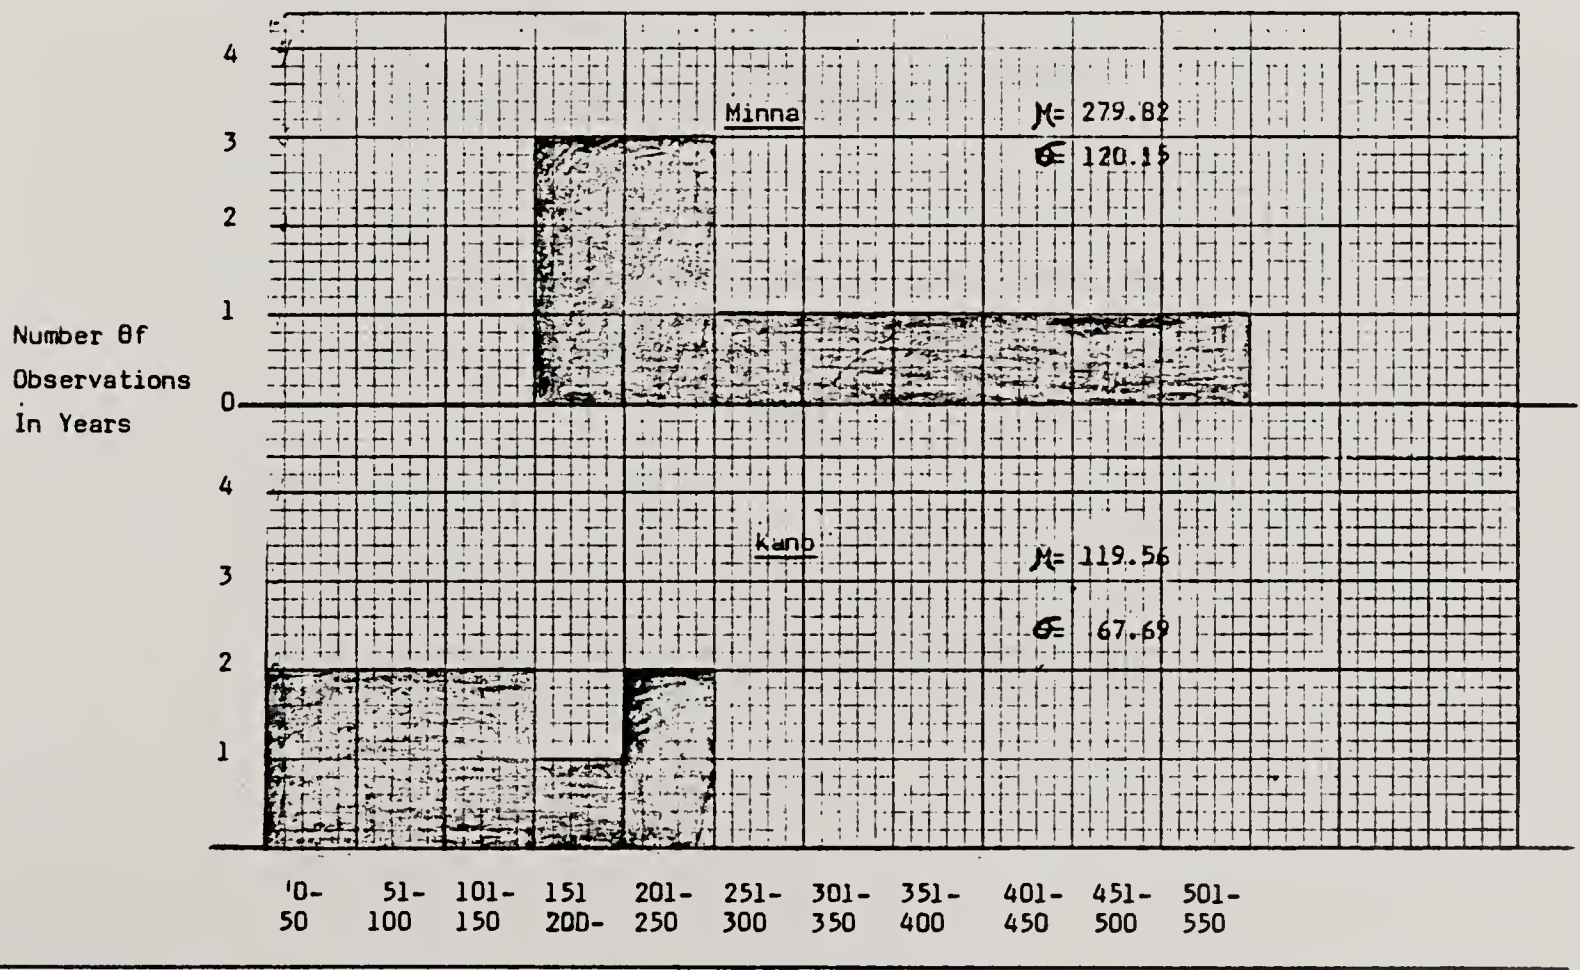 4
Minna
μ= 279.82
3
σ= 120.15
2
1
Number Of
Observations
In Years
0
4
Kano
μ= 119.56
3
σ= 67.69
2
1
0- 51- 101- 151 201- 251- 301- 351- 401- 451- 501-
50 100 150 200- 250 300 350 400 450 500 550